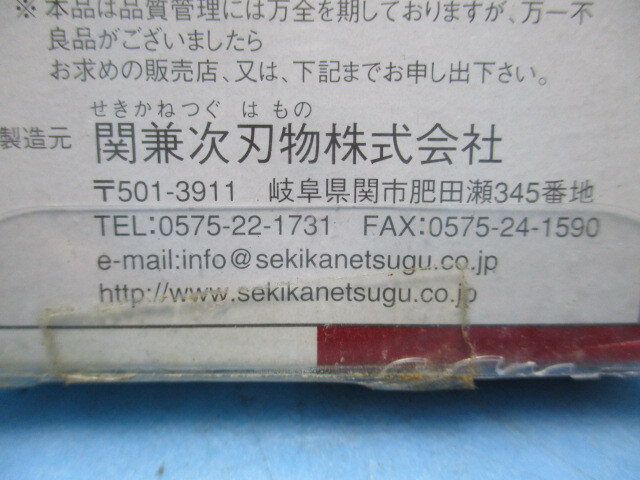 ※本品は品質管理には万全を期しておりますが、万一不
良品がございましたら
お求めの販売店、又は、下記までお申し出下さい。
せきかねつぐ は もの
製造元 関兼次刃物株式会社
〒501-3911 岐阜県関市肥田瀬345番地
TEL:0575-22-1731 FAX:0575-24-1590
e-mail:info@sekikanetsugu.co.jp
http://www.sekikanetsugu.co.jp